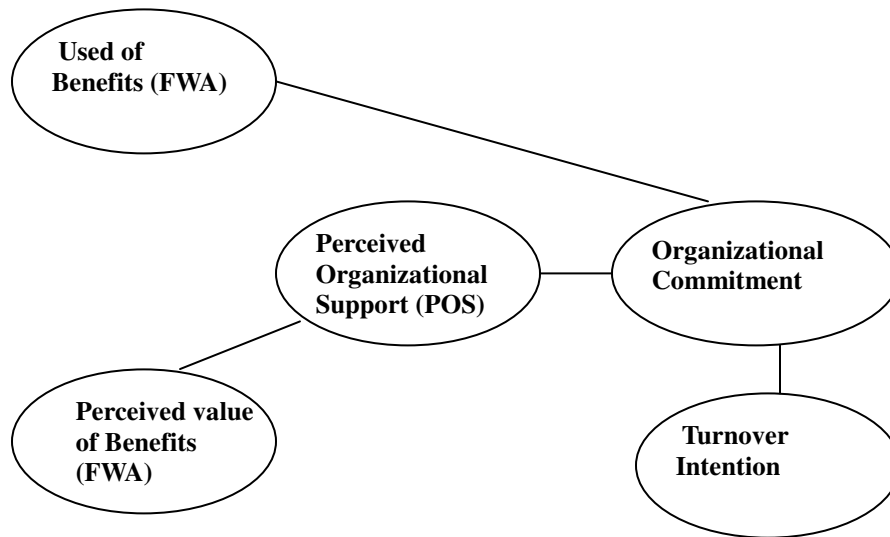 Used of
Benefits (FWA)
Perceived
Organizational
Support (POS)
Organizational
Commitment
Perceived value
of Benefits
(FWA)
Turnover
Intention